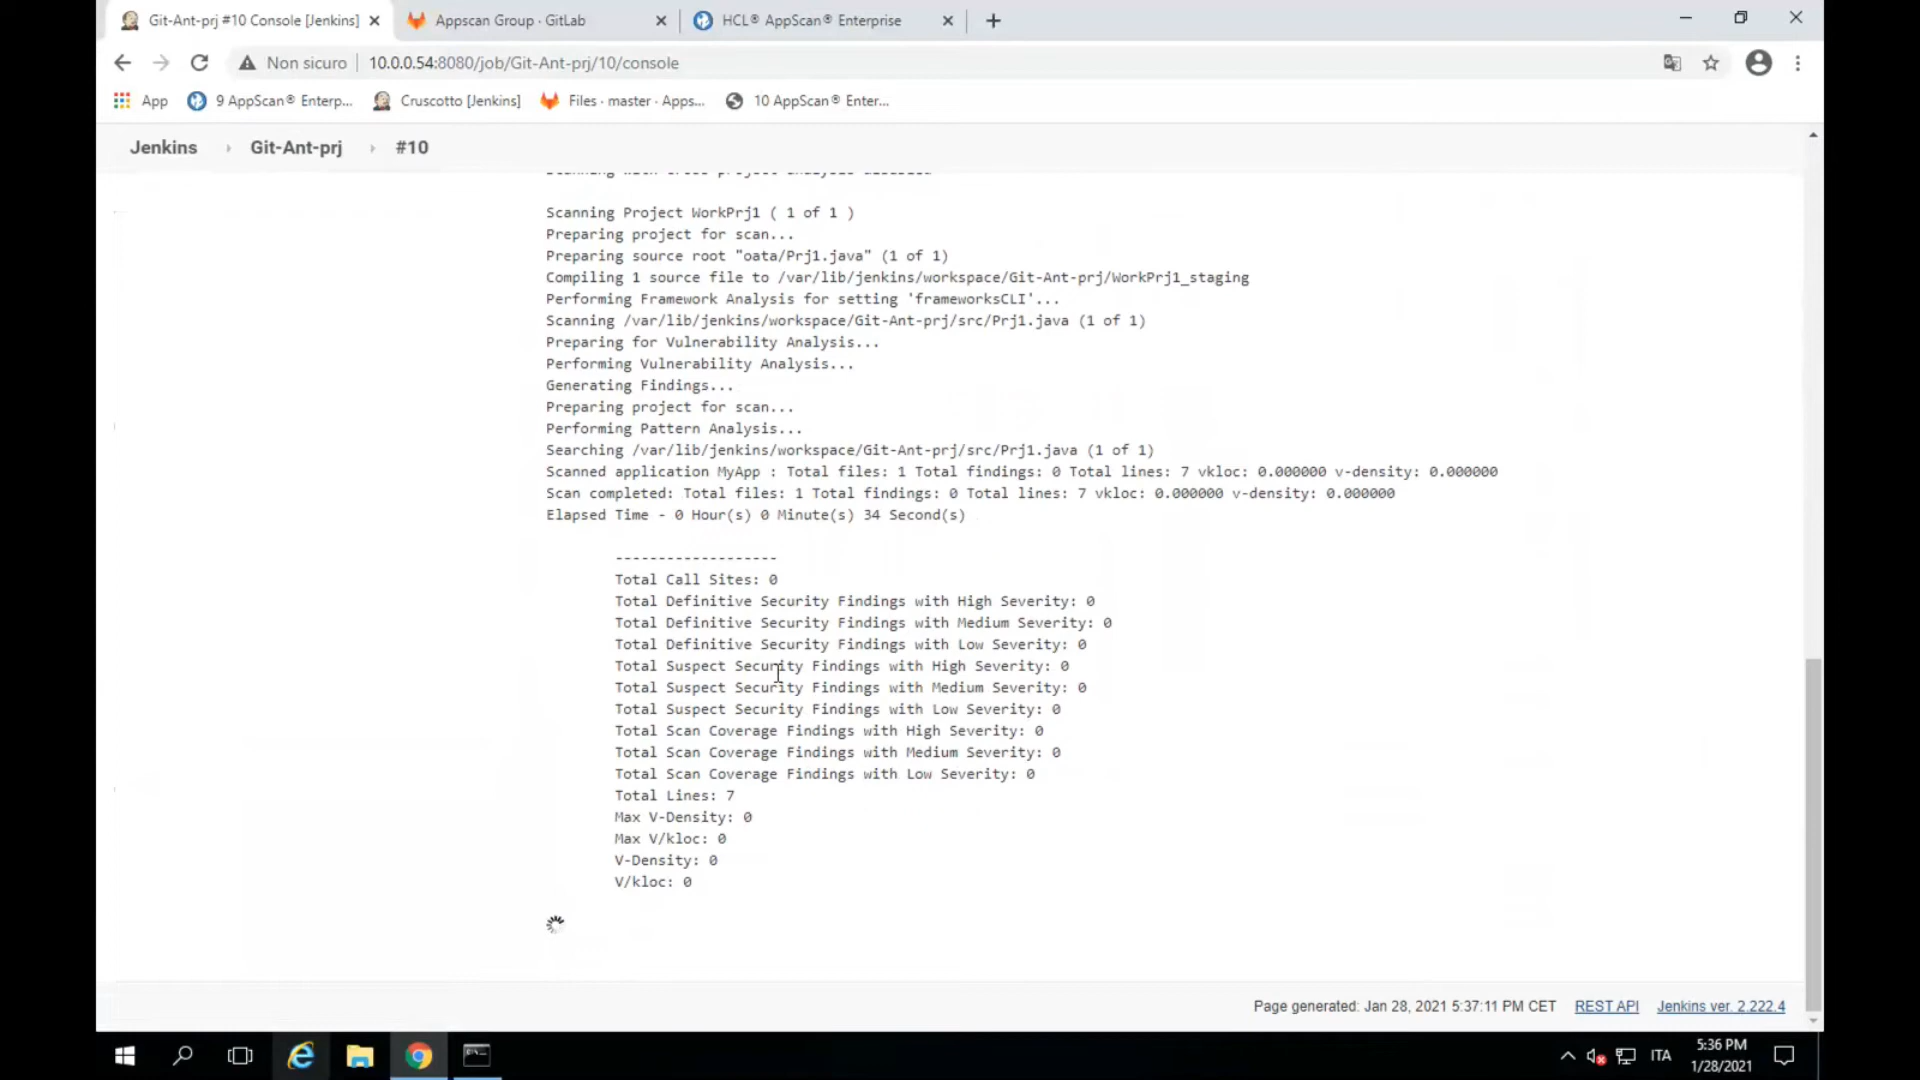 Git-Ant-prj #10 Console [Jenkins]
Appscan Group · GitLab
HCL® AppScan® Enterprise
Non sicuro
10.0.0.54:8080/job/Git-Ant-prj/10/console
App
9 AppScan® Enterp...
Cruscotto [Jenkins]
Files · master · Apps...
10 AppScan® Enter...
Jenkins
Git-Ant-prj
#10
Scanning with cross project analysis disabled
Scanning Project WorkPrj1 ( 1 of 1 )
Preparing project for scan...
Preparing source root "oata/Prj1.java" (1 of 1)
Compiling 1 source file to /var/lib/jenkins/workspace/Git-Ant-prj/WorkPrj1_staging
Performing Framework Analysis for setting 'frameworksCLI'...
Scanning /var/lib/jenkins/workspace/Git-Ant-prj/src/Prj1.java (1 of 1)
Preparing for Vulnerability Analysis...
Performing Vulnerability Analysis...
Generating Findings...
Preparing project for scan...
Performing Pattern Analysis...
Searching /var/lib/jenkins/workspace/Git-Ant-prj/src/Prj1.java (1 of 1)
Scanned application MyApp : Total files: 1 Total findings: 0 Total lines: 7 vkloc: 0.000000 v-density: 0.000000
Scan completed: Total files: 1 Total findings: 0 Total lines: 7 vkloc: 0.000000 v-density: 0.000000
Elapsed Time - 0 Hour(s) 0 Minute(s) 34 Second(s)
-------------------
Total Call Sites: 0
Total Definitive Security Findings with High Severity: 0
Total Definitive Security Findings with Medium Severity: 0
Total Definitive Security Findings with Low Severity: 0
Total Suspect Security Findings with High Severity: 0
Total Suspect Security Findings with Medium Severity: 0
Total Suspect Security Findings with Low Severity: 0
Total Scan Coverage Findings with High Severity: 0
Total Scan Coverage Findings with Medium Severity: 0
Total Scan Coverage Findings with Low Severity: 0
Total Lines: 7
Max V-Density: 0
Max V/kloc: 0
V-Density: 0
V/kloc: 0
Page generated: Jan 28, 2021 5:37:11 PM CET
REST API
Jenkins ver. 2.222.4
ITA
5:36 PM
1/28/2021